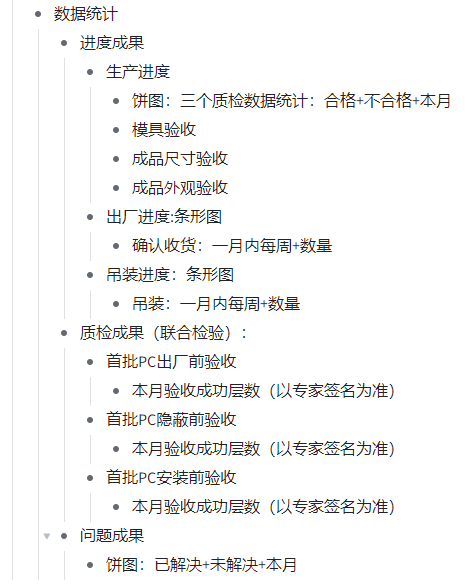 数据统计
进度成果
生产进度
饼图：三个质检数据统计：合格+不合格+本月
模具验收
成品尺寸验收
成品外观验收
出厂进度:条形图
确认收货：一月内每周+数量
吊装进度：条形图
吊装：一月内每周+数量
质检成果（联合检验）：
首批PC出厂前验收
本月验收成功层数（以专家签名为准）
首批PC隐蔽前验收
本月验收成功层数（以专家签名为准）
首批PC安装前验收
本月验收成功层数（以专家签名为准）
问题成果
饼图：已解决+未解决+本月